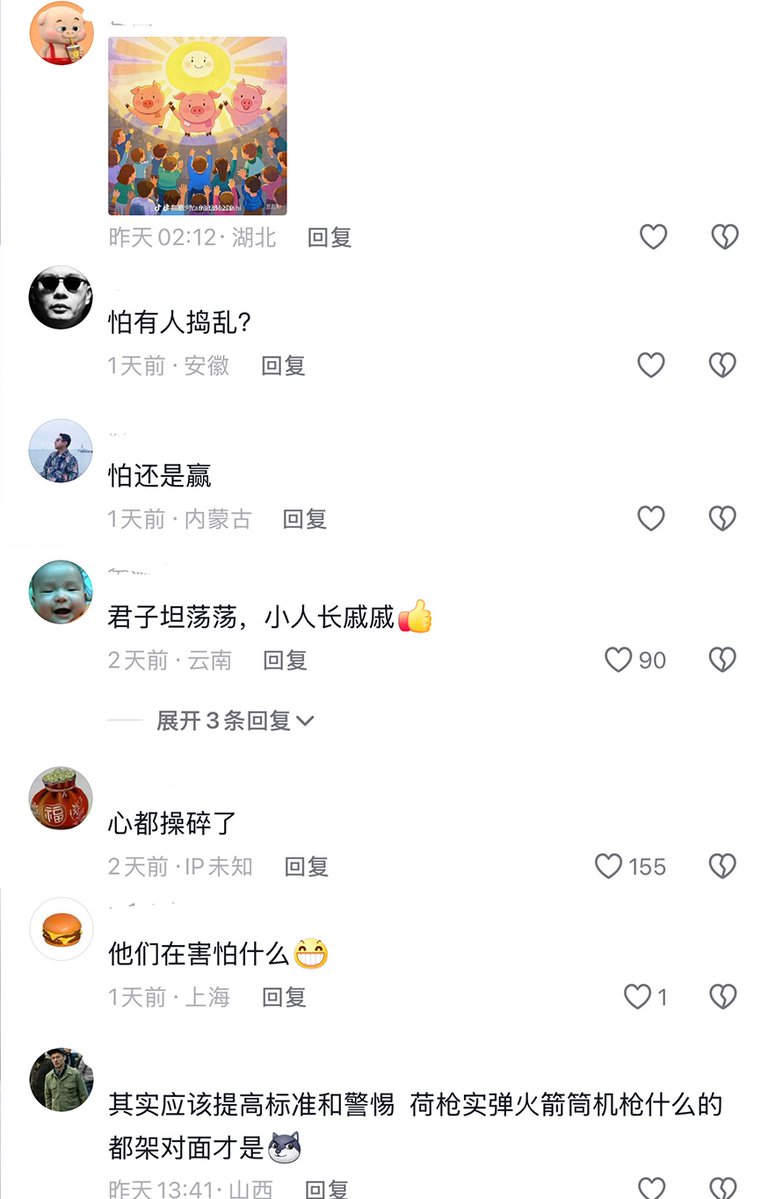 昨天 02:12 · 湖北 回复
怕有人捣乱?
1天前 · 安徽 回复
怕还是赢
1天前 · 内蒙古 回复
君子坦荡荡，小人长戚戚👍
2天前 · 云南 回复
90
展开3条回复
福
心都操碎了
2天前 · IP未知 回复
155
他们在害怕什么😁
1天前 · 上海 回复
1
其实应该提高标准和警惕 荷枪实弹火箭筒机枪什么的
都架对面才是
昨天 13:41 · 山西 回复